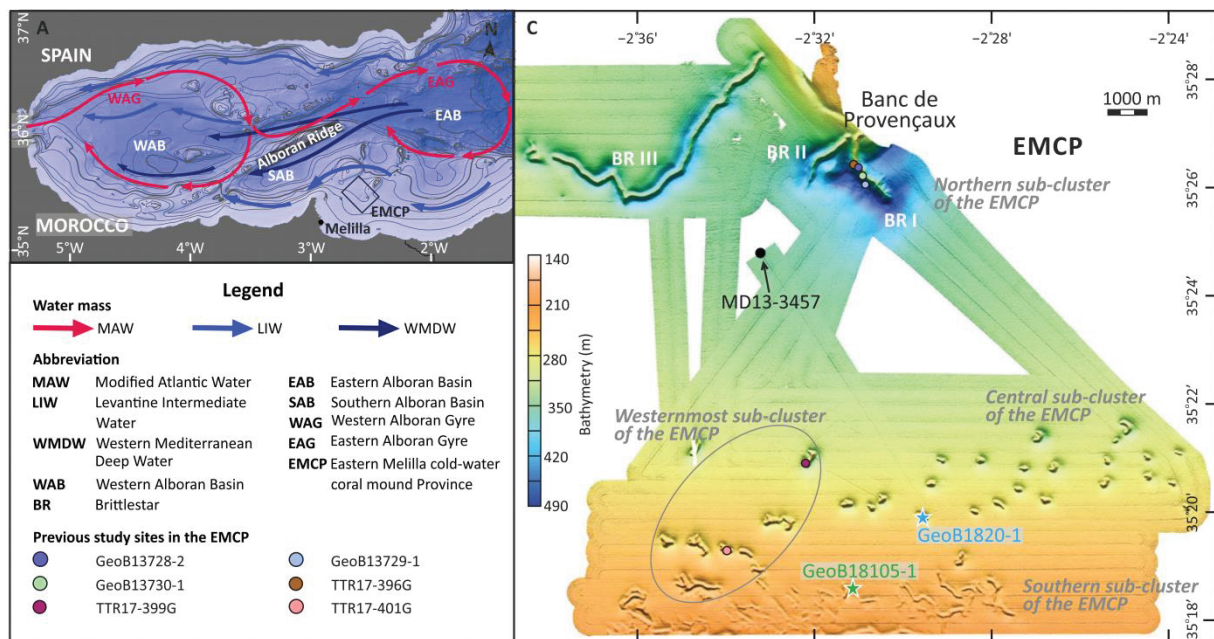 37°N
A
N
SPAIN
WAG
EAG
36°N
WAB
Alboran Ridge
EAB
SAB
EMCP
MOROCCO
Melilla
35°N
5°W
4°W
3°W
2°W
Legend
Water mass
MAW
LIW
WMDW
Abbreviation
MAW Modified Atlantic Water
LIW Levantine Intermediate
Water
WMDW Western Mediterranean
Deep Water
WAB Western Alboran Basin
BR Brittlestar
EAB Eastern Alboran Basin
SAB Southern Alboran Basin
WAG Western Alboran Gyre
EAG Eastern Alboran Gyre
EMCP Eastern Melilla cold-water
coral mound Province
Previous study sites in the EMCP
GeoB13728-2
GeoB13729-1
GeoB13730-1
TTR17-396G
TTR17-399G
TTR17-401G
C
−2°36'
−2°32'
−2°28'
−2°24'
35°28'
35°26'
35°24'
35°22'
35°20'
35°18'
1000 m
Banc de
Provençaux
EMCP
BR III
BR II
BR I
Northern sub-cluster
of the EMCP
MD13-3457
Bathymetry (m)
140
210
280
350
420
490
Westernmost sub-cluster
of the EMCP
Central sub-cluster
of the EMCP
GeoB1820-1
GeoB18105-1
Southern sub-cluster
of the EMCP